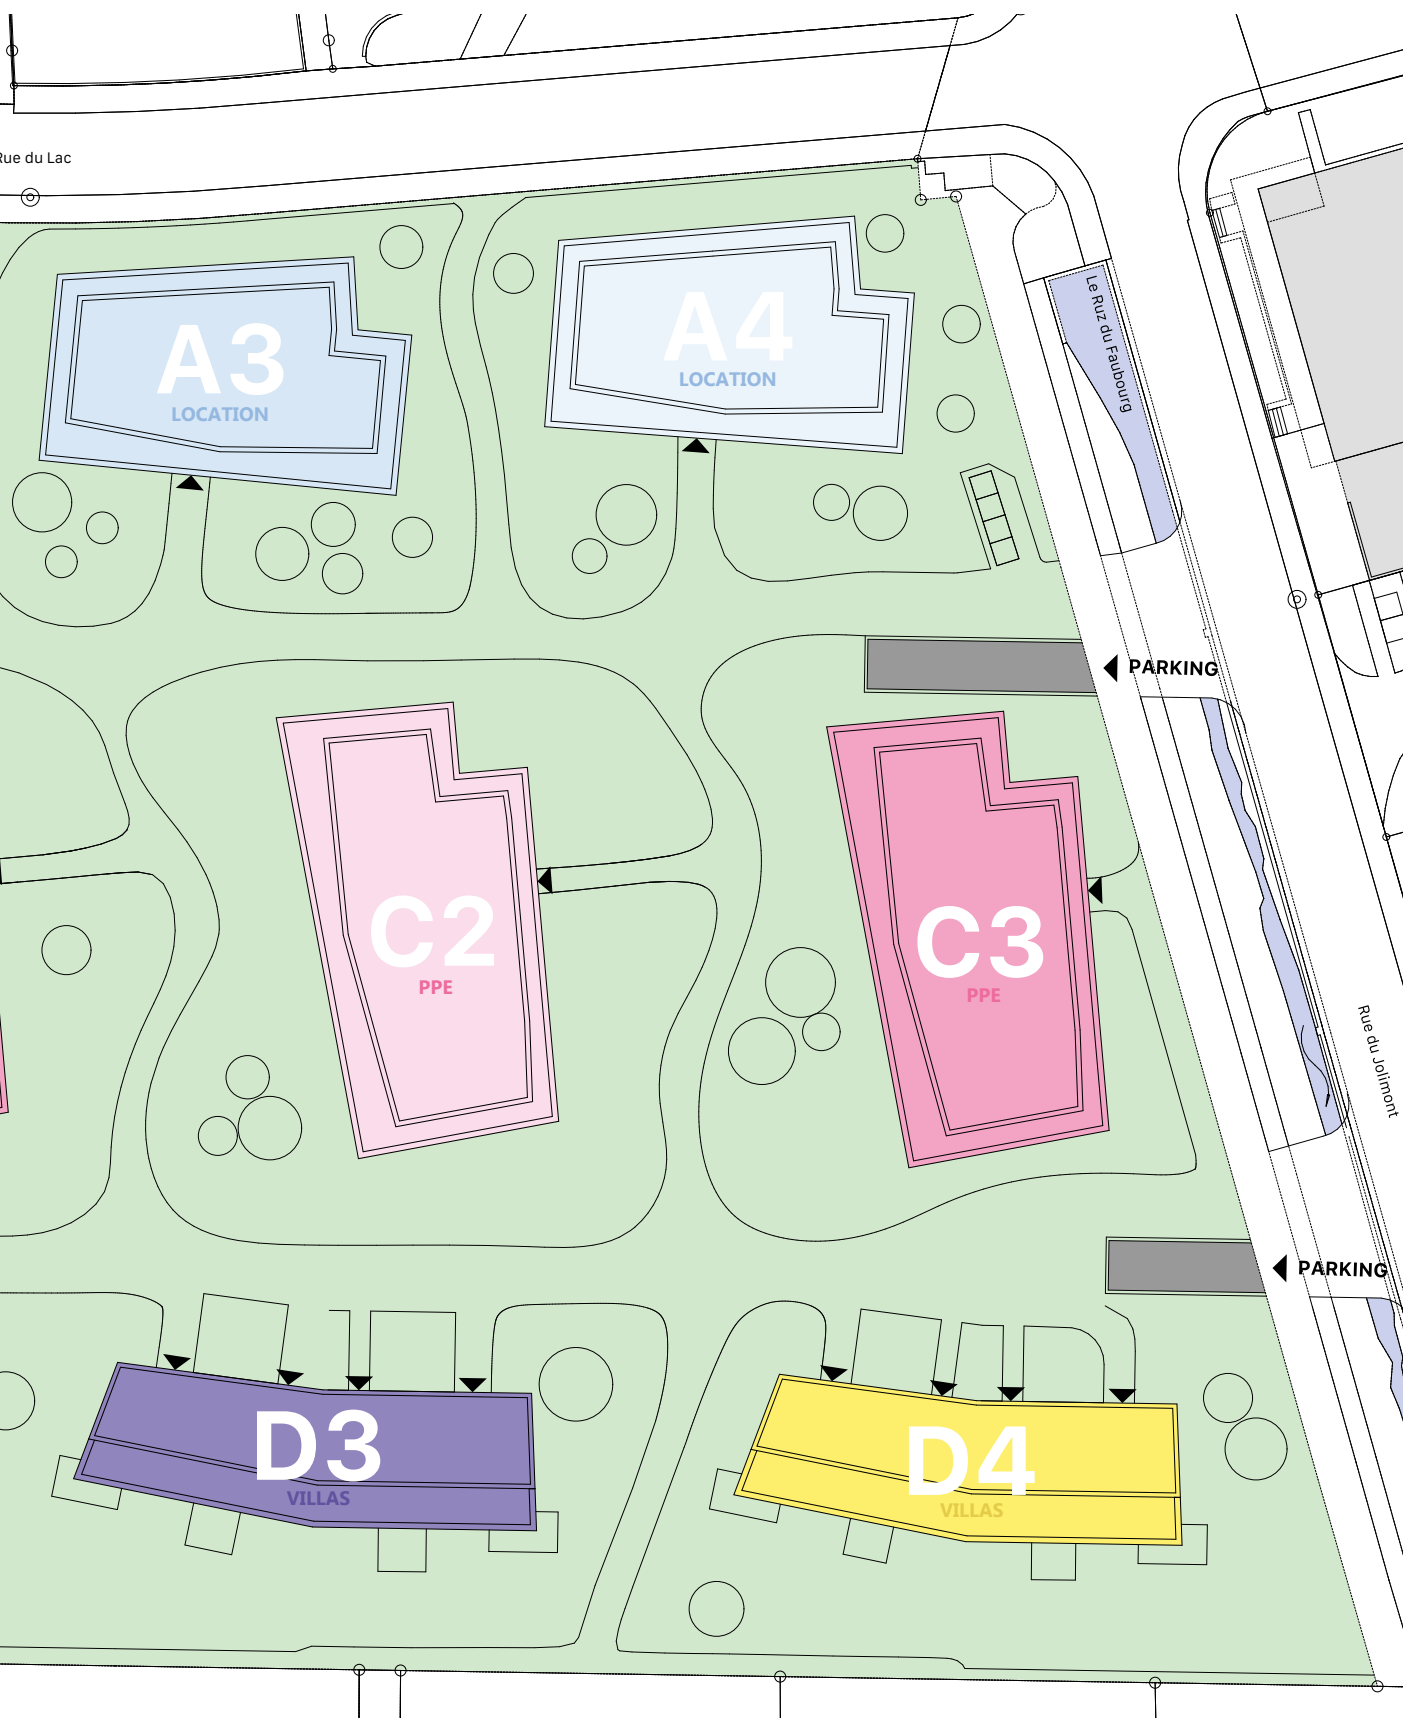 Rue du Lac
A3
LOCATION
A4
LOCATION
Le Ruz du Faubourg
PARKING
C2
PPE
C3
PPE
Rue du Jolimont
PARKING
D3
VILLAS
D4
VILLAS